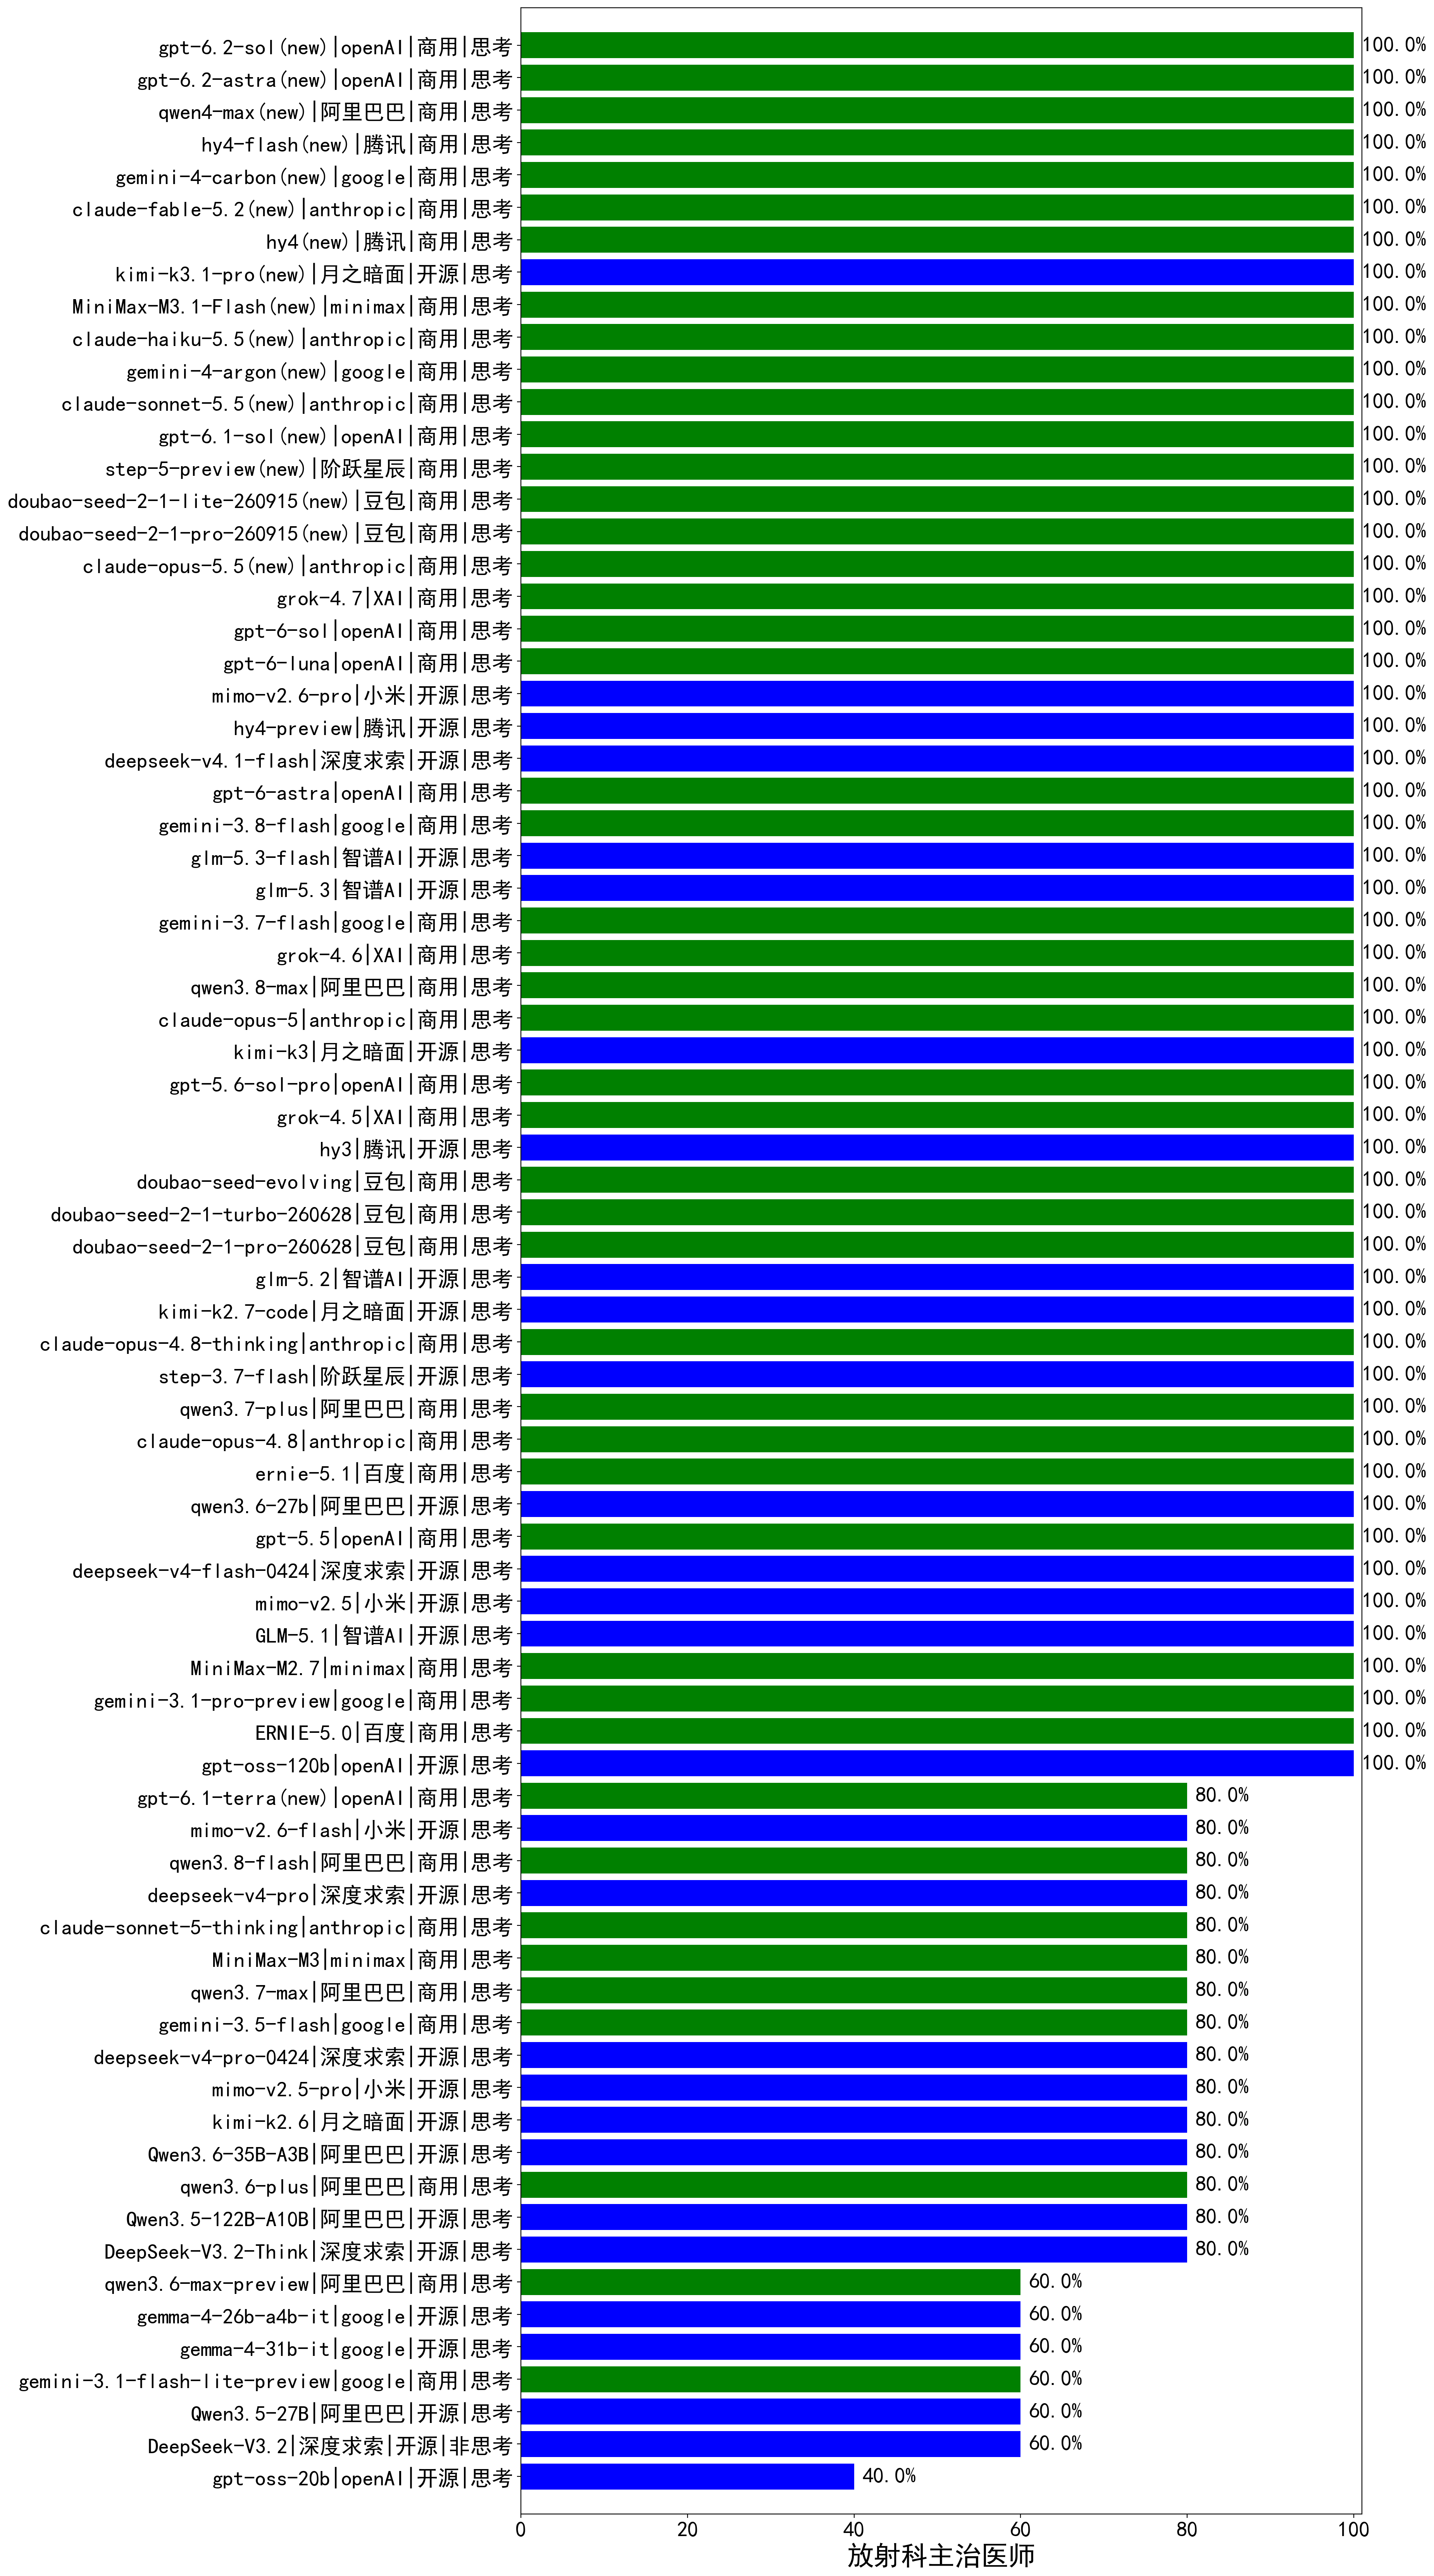 gpt-6.2-sol(new)|openAI|商用|思考 100.0%
gpt-6.2-astra(new)|openAI|商用|思考 100.0%
qwen4-max(new)|阿里巴巴|商用|思考 100.0%
hy4-flash(new)|腾讯|商用|思考 100.0%
gemini-4-carbon(new)|google|商用|思考 100.0%
claude-fable-5.2(new)|anthropic|商用|思考 100.0%
hy4(new)|腾讯|商用|思考 100.0%
kimi-k3.1-pro(new)|月之暗面|开源|思考 100.0%
MiniMax-M3.1-Flash(new)|minimax|商用|思考 100.0%
claude-haiku-5.5(new)|anthropic|商用|思考 100.0%
gemini-4-argon(new)|google|商用|思考 100.0%
claude-sonnet-5.5(new)|anthropic|商用|思考 100.0%
gpt-6.1-sol(new)|openAI|商用|思考 100.0%
step-5-preview(new)|阶跃星辰|商用|思考 100.0%
doubao-seed-2-1-lite-260915(new)|豆包|商用|思考 100.0%
doubao-seed-2-1-pro-260915(new)|豆包|商用|思考 100.0%
claude-opus-5.5(new)|anthropic|商用|思考 100.0%
grok-4.7|XAI|商用|思考 100.0%
gpt-6-sol|openAI|商用|思考 100.0%
gpt-6-luna|openAI|商用|思考 100.0%
mimo-v2.6-pro|小米|开源|思考 100.0%
hy4-preview|腾讯|开源|思考 100.0%
deepseek-v4.1-flash|深度求索|开源|思考 100.0%
gpt-6-astra|openAI|商用|思考 100.0%
gemini-3.8-flash|google|商用|思考 100.0%
glm-5.3-flash|智谱AI|开源|思考 100.0%
glm-5.3|智谱AI|开源|思考 100.0%
gemini-3.7-flash|google|商用|思考 100.0%
grok-4.6|XAI|商用|思考 100.0%
qwen3.8-max|阿里巴巴|商用|思考 100.0%
claude-opus-5|anthropic|商用|思考 100.0%
kimi-k3|月之暗面|开源|思考 100.0%
gpt-5.6-sol-pro|openAI|商用|思考 100.0%
grok-4.5|XAI|商用|思考 100.0%
hy3|腾讯|开源|思考 100.0%
doubao-seed-evolving|豆包|商用|思考 100.0%
doubao-seed-2-1-turbo-260628|豆包|商用|思考 100.0%
doubao-seed-2-1-pro-260628|豆包|商用|思考 100.0%
glm-5.2|智谱AI|开源|思考 100.0%
kimi-k2.7-code|月之暗面|开源|思考 100.0%
claude-opus-4.8-thinking|anthropic|商用|思考 100.0%
step-3.7-flash|阶跃星辰|开源|思考 100.0%
qwen3.7-plus|阿里巴巴|商用|思考 100.0%
claude-opus-4.8|anthropic|商用|思考 100.0%
ernie-5.1|百度|商用|思考 100.0%
qwen3.6-27b|阿里巴巴|开源|思考 100.0%
gpt-5.5|openAI|商用|思考 100.0%
deepseek-v4-flash-0424|深度求索|开源|思考 100.0%
mimo-v2.5|小米|开源|思考 100.0%
GLM-5.1|智谱AI|开源|思考 100.0%
MiniMax-M2.7|minimax|商用|思考 100.0%
gemini-3.1-pro-preview|google|商用|思考 100.0%
ERNIE-5.0|百度|商用|思考 100.0%
gpt-oss-120b|openAI|开源|思考 100.0%
gpt-6.1-terra(new)|openAI|商用|思考 80.0%
mimo-v2.6-flash|小米|开源|思考 80.0%
qwen3.8-flash|阿里巴巴|商用|思考 80.0%
deepseek-v4-pro|深度求索|开源|思考 80.0%
claude-sonnet-5-thinking|anthropic|商用|思考 80.0%
MiniMax-M3|minimax|商用|思考 80.0%
qwen3.7-max|阿里巴巴|商用|思考 80.0%
gemini-3.5-flash|google|商用|思考 80.0%
deepseek-v4-pro-0424|深度求索|开源|思考 80.0%
mimo-v2.5-pro|小米|开源|思考 80.0%
kimi-k2.6|月之暗面|开源|思考 80.0%
Qwen3.6-35B-A3B|阿里巴巴|开源|思考 80.0%
qwen3.6-plus|阿里巴巴|商用|思考 80.0%
Qwen3.5-122B-A10B|阿里巴巴|开源|思考 80.0%
DeepSeek-V3.2-Think|深度求索|开源|思考 80.0%
qwen3.6-max-preview|阿里巴巴|商用|思考 60.0%
gemma-4-26b-a4b-it|google|开源|思考 60.0%
gemma-4-31b-it|google|开源|思考 60.0%
gemini-3.1-flash-lite-preview|google|商用|思考 60.0%
Qwen3.5-27B|阿里巴巴|开源|思考 60.0%
DeepSeek-V3.2|深度求索|开源|非思考 60.0%
gpt-oss-20b|openAI|开源|思考 40.0%
0 20 40 60 80 100
放射科主治医师